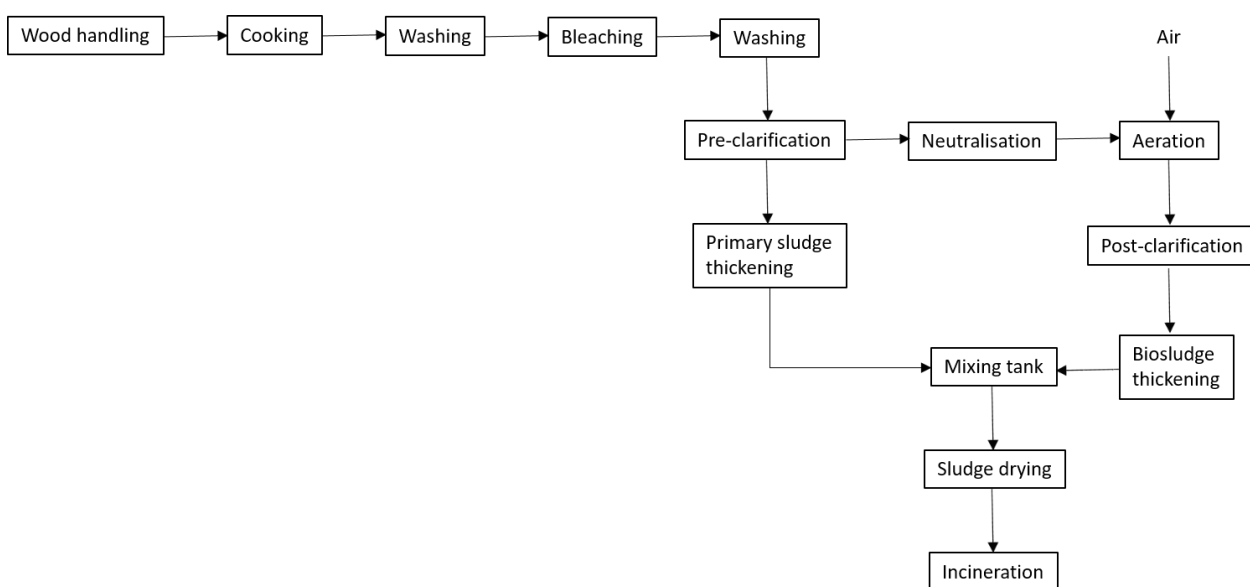 Wood handling
Cooking
Washing
Bleaching
Washing
Air
Pre-clarification
Neutralisation
Aeration
Primary sludge
thickening
Post-clarification
Mixing tank
Biosludge
thickening
Sludge drying
Incineration